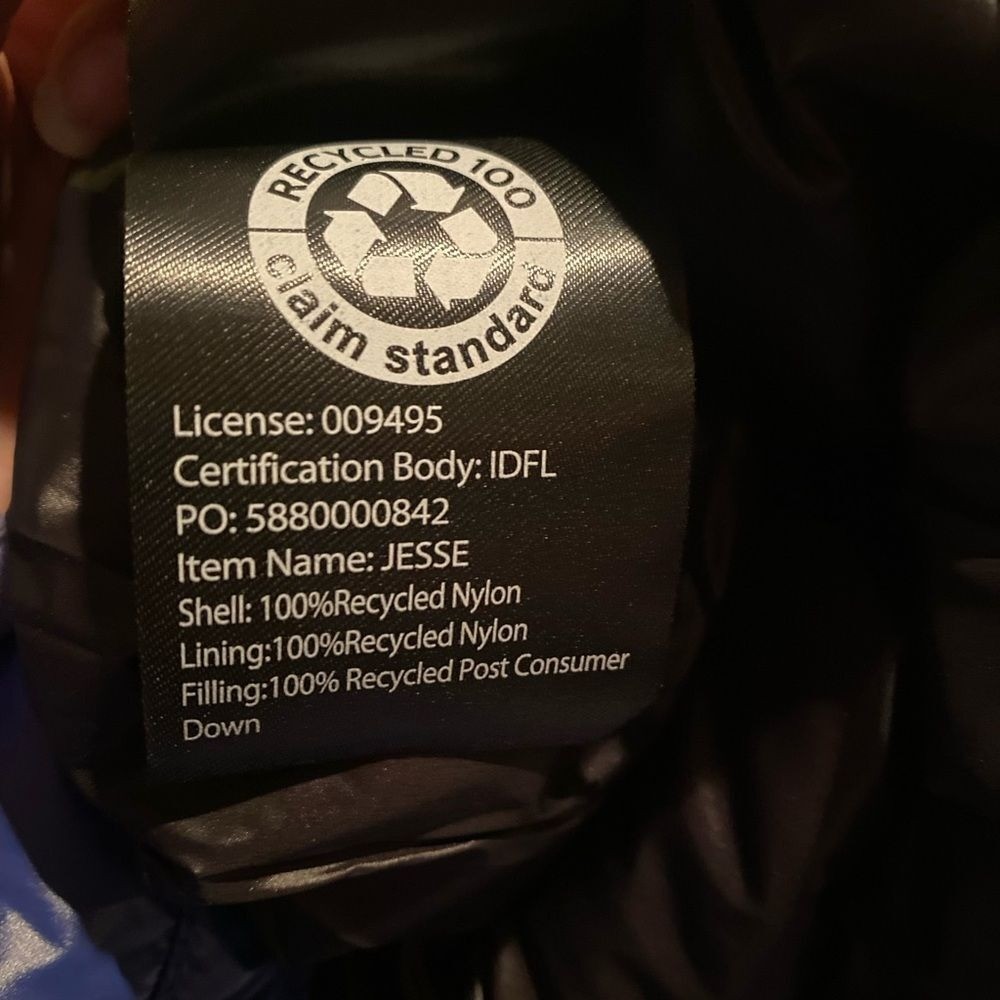 RECYCLED 100
claim standard
License: 009495
Certification Body: IDFL
PO: 5880000842
Item Name: JESSE
Shell: 100%Recycled Nylon
Lining:100%Recycled Nylon
Filling:100% Recycled Post Consumer
Down